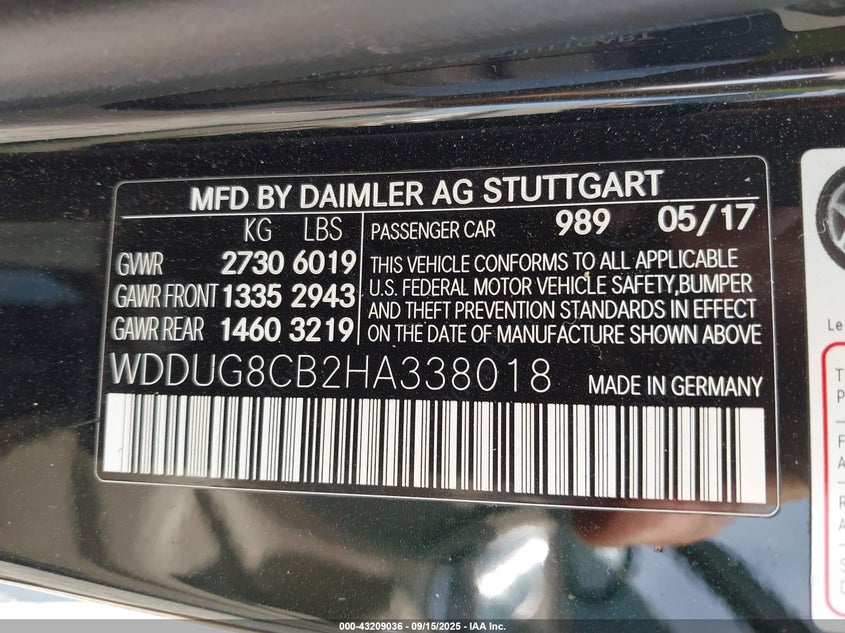 MFD BY DAIMLER AG STUTTGART
KG LBS
GVWR 2730 6019
GAWR FRONT 1335 2943
GAWR REAR 1460 3219
PASSENGER CAR 989 05/17
THIS VEHICLE CONFORMS TO ALL APPLICABLE
U.S. FEDERAL MOTOR VEHICLE SAFETY,BUMPER
AND THEFT PREVENTION STANDARDS IN EFFECT
ON THE DATE OF MANUFACTURE SHOWN ABOVE
WDDUG8CB2HA338018 MADE IN GERMANY
000-43209036 - 09/15/2025 - IAA Inc.